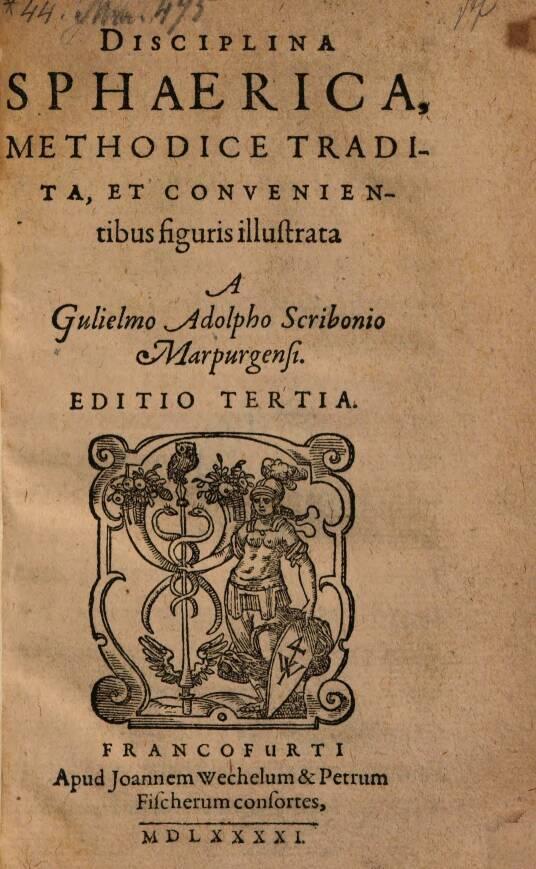 *44.
DISCIPLINA
SPHAERICA,
METHODICE TRADI-
TA, ET CONVENIEN-
tibus figuris illuſtrata
A
Gulielmo Adolpho Scribonio
Marpurgenſi.
EDITIO TERTIA.
FRANCOFURTI
Apud Joannem Wechelum & Petrum
Fiſcherum conſortes,
MDLXXXXI.